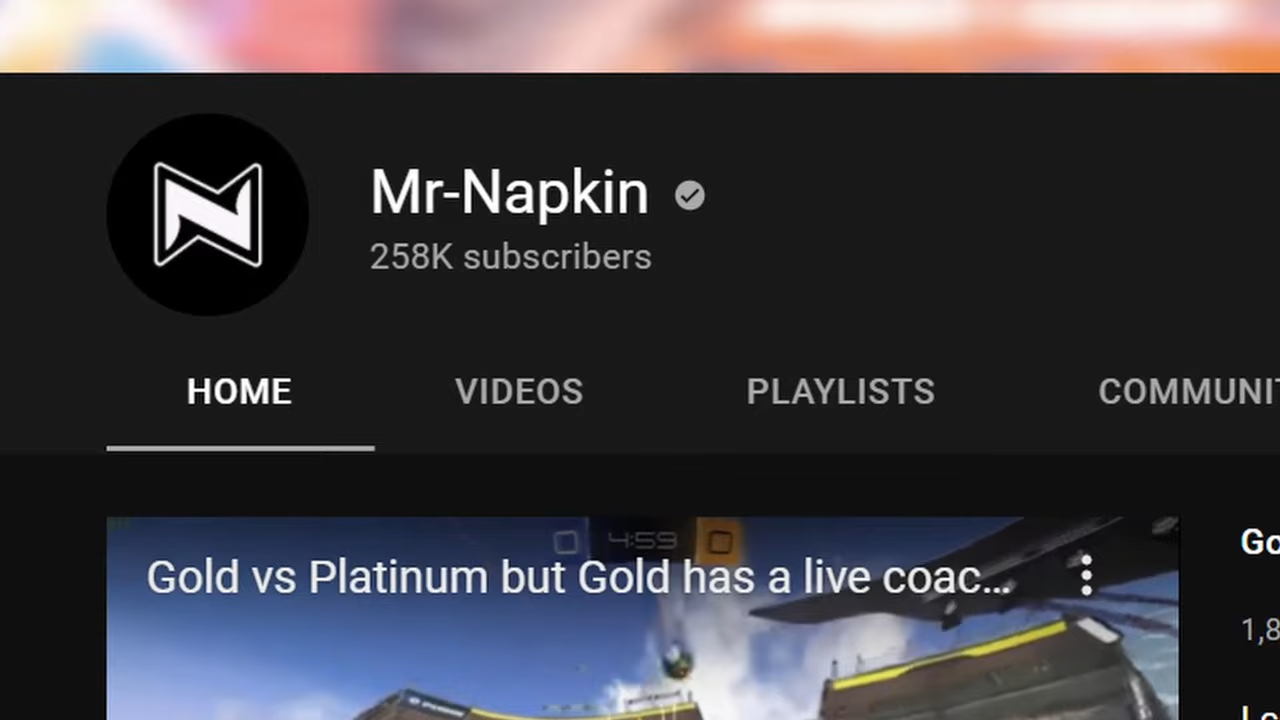 Mr-Napkin
258K subscribers
HOME VIDEOS PLAYLISTS COMMUNIT
4:59
Gold vs Platinum but Gold has a live coac...
Go
1,8